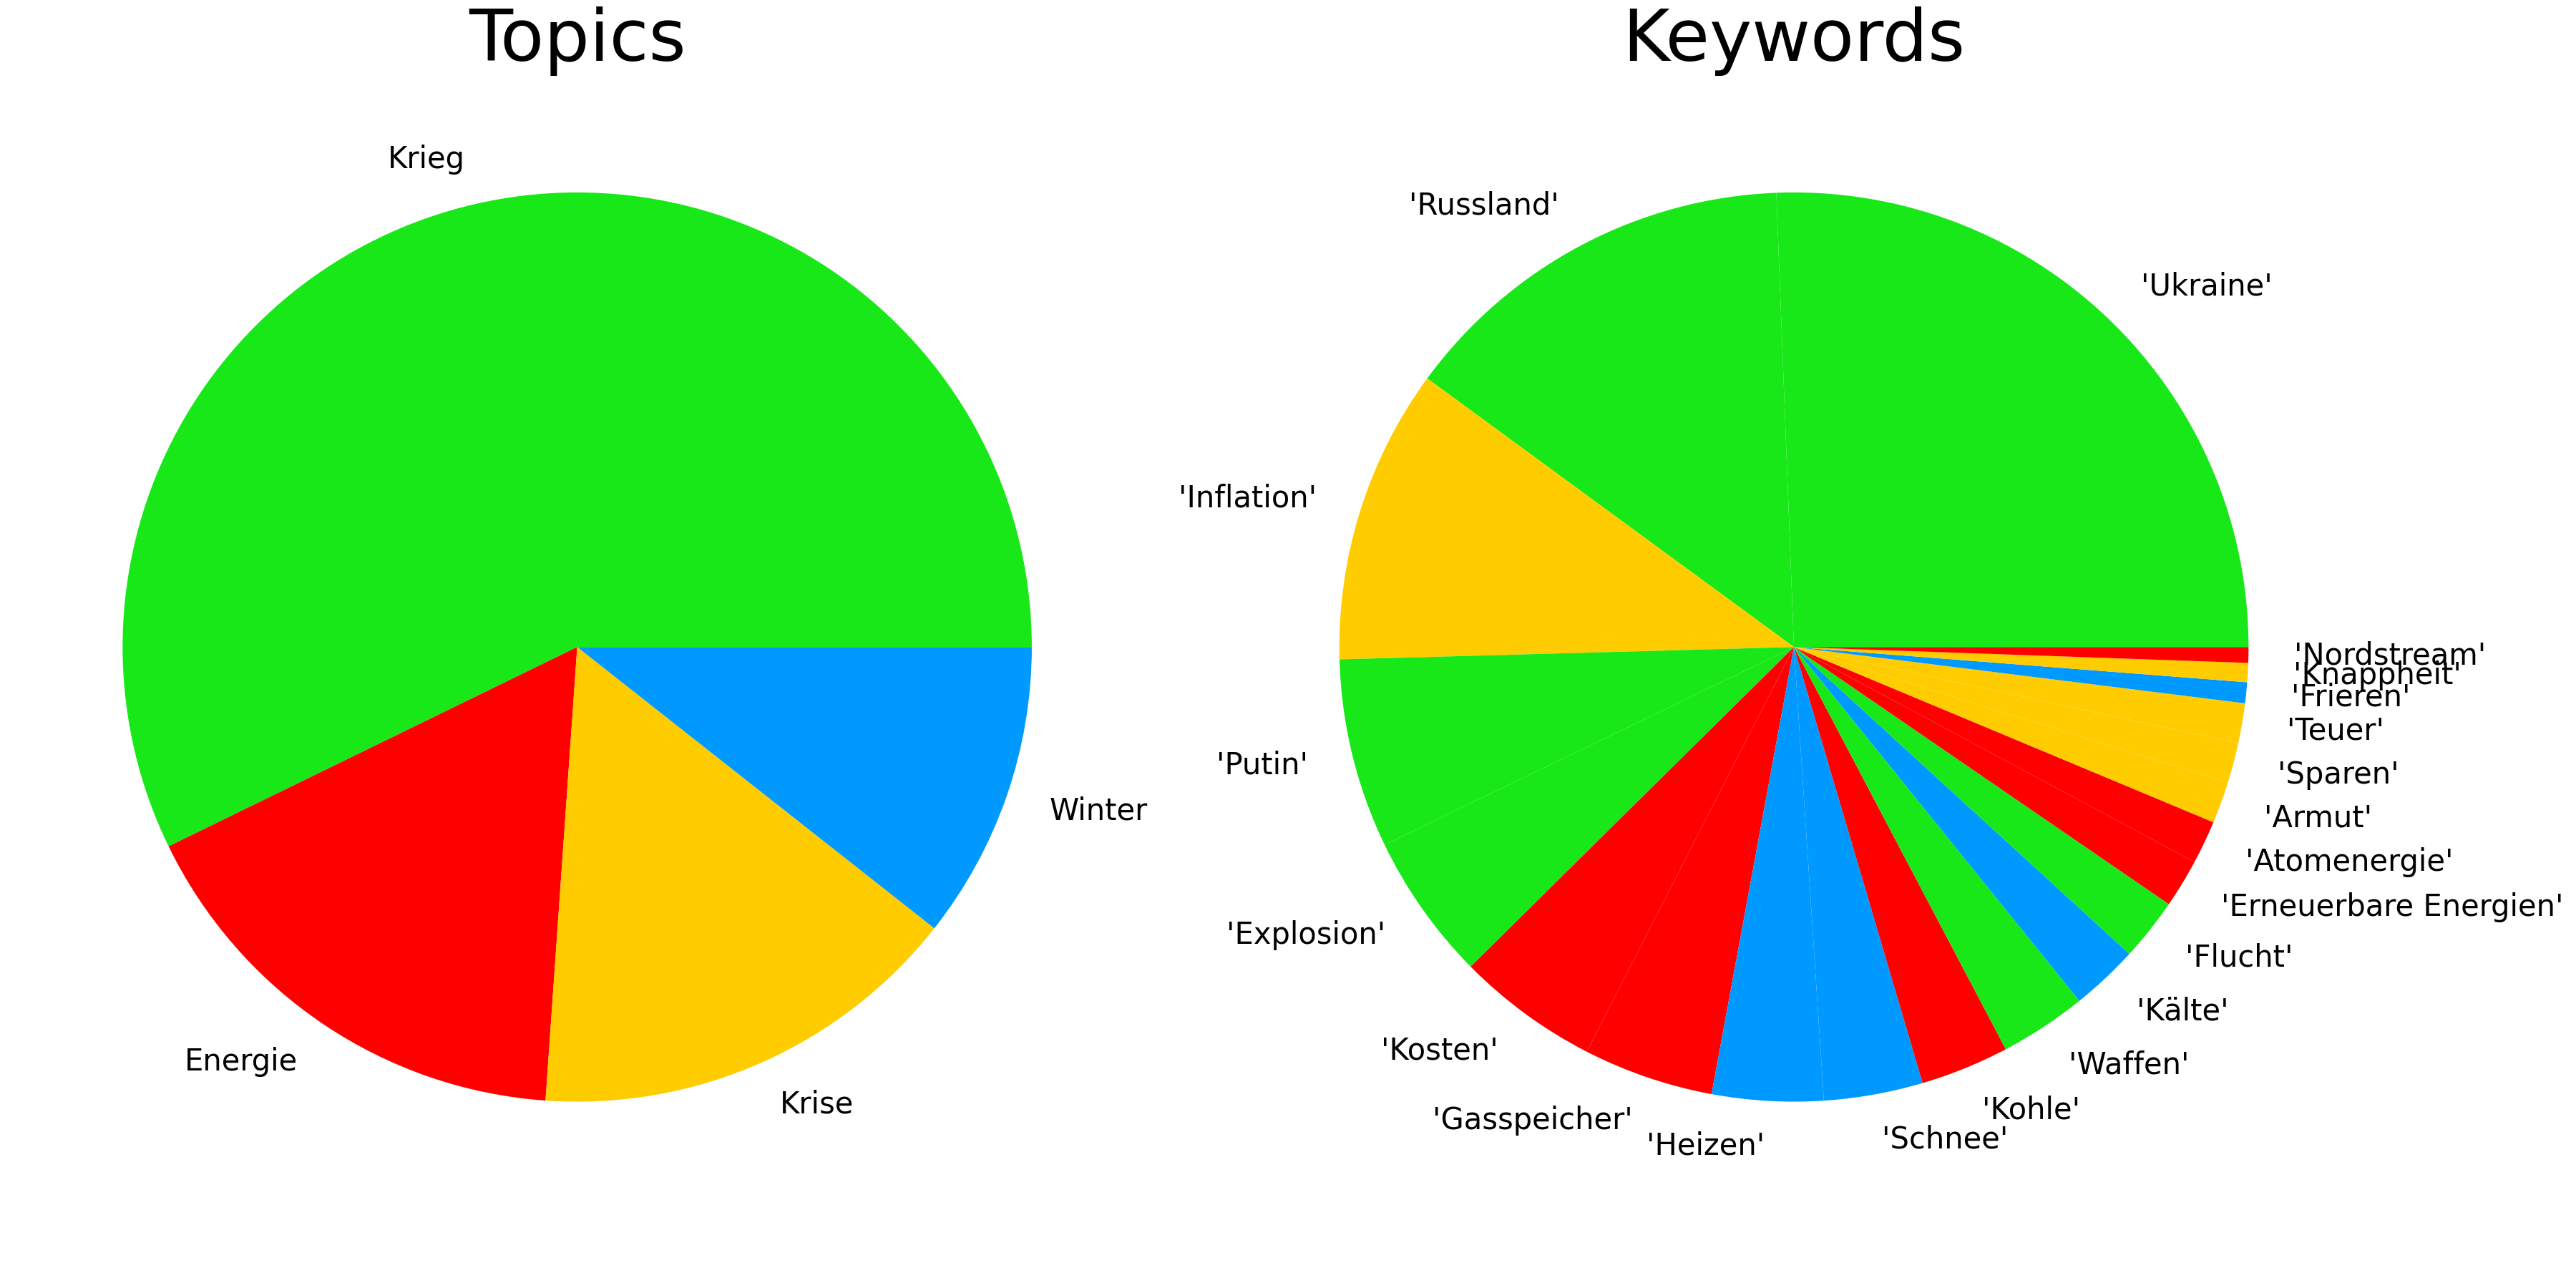 Topics
Krieg
Energie
Krise
Winter
Keywords
'Ukraine'
'Russland'
'Inflation'
'Putin'
'Explosion'
'Kosten'
'Gasspeicher'
'Heizen'
'Schnee'
'Kohle'
'Waffen'
'Kälte'
'Flucht'
'Erneuerbare Energien'
'Atomenergie'
'Armut'
'Sparen'
'Teuer'
'Frieren'
'Knappheit'
'Nordstream'